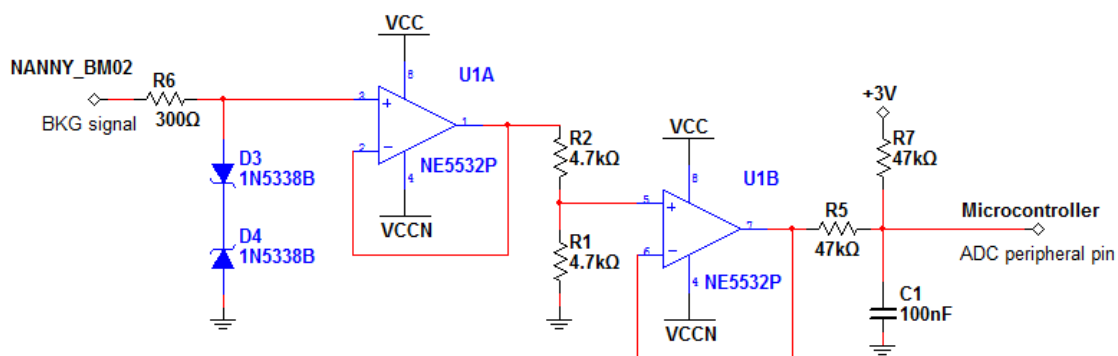 VCC
NANNY_BM02
R6
300Ω
BKG signal
D3
1N5338B
D4
1N5338B
8
3
2
1
4
U1A
NE5532P
VCCN
R2
4.7kΩ
R1
4.7kΩ
VCC
8
5
6
7
4
U1B
NE5532P
VCCN
+3V
R7
47kΩ
R5
47kΩ
C1
100nF
Microcontroller
ADC peripheral pin